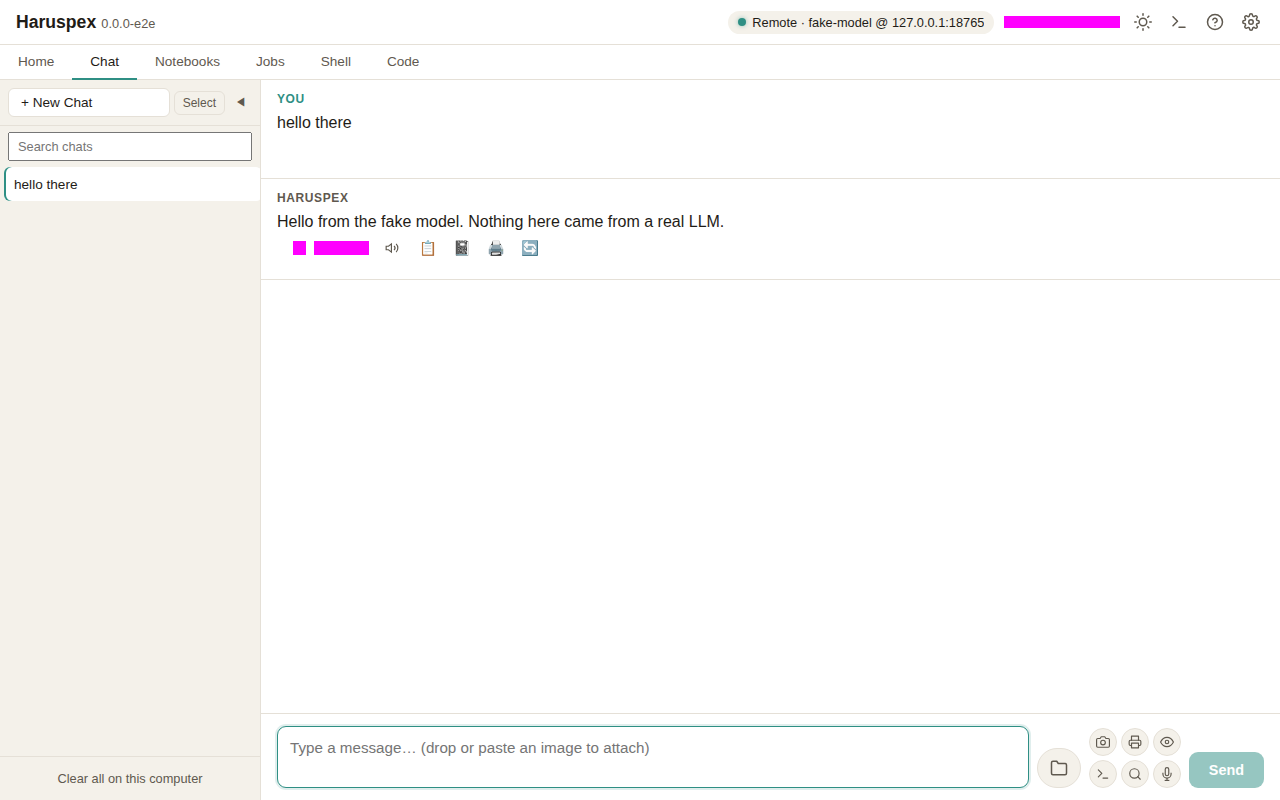 Haruspex 0.0.0-e2e
Remote · fake-model @ 127.0.0.1:18765
Home Chat Notebooks Jobs Shell Code
+ New Chat Select
Search chats
hello there
Clear all on this computer
YOU
hello there
HARUSPEX
Hello from the fake model. Nothing here came from a real LLM.
Type a message… (drop or paste an image to attach)
Send